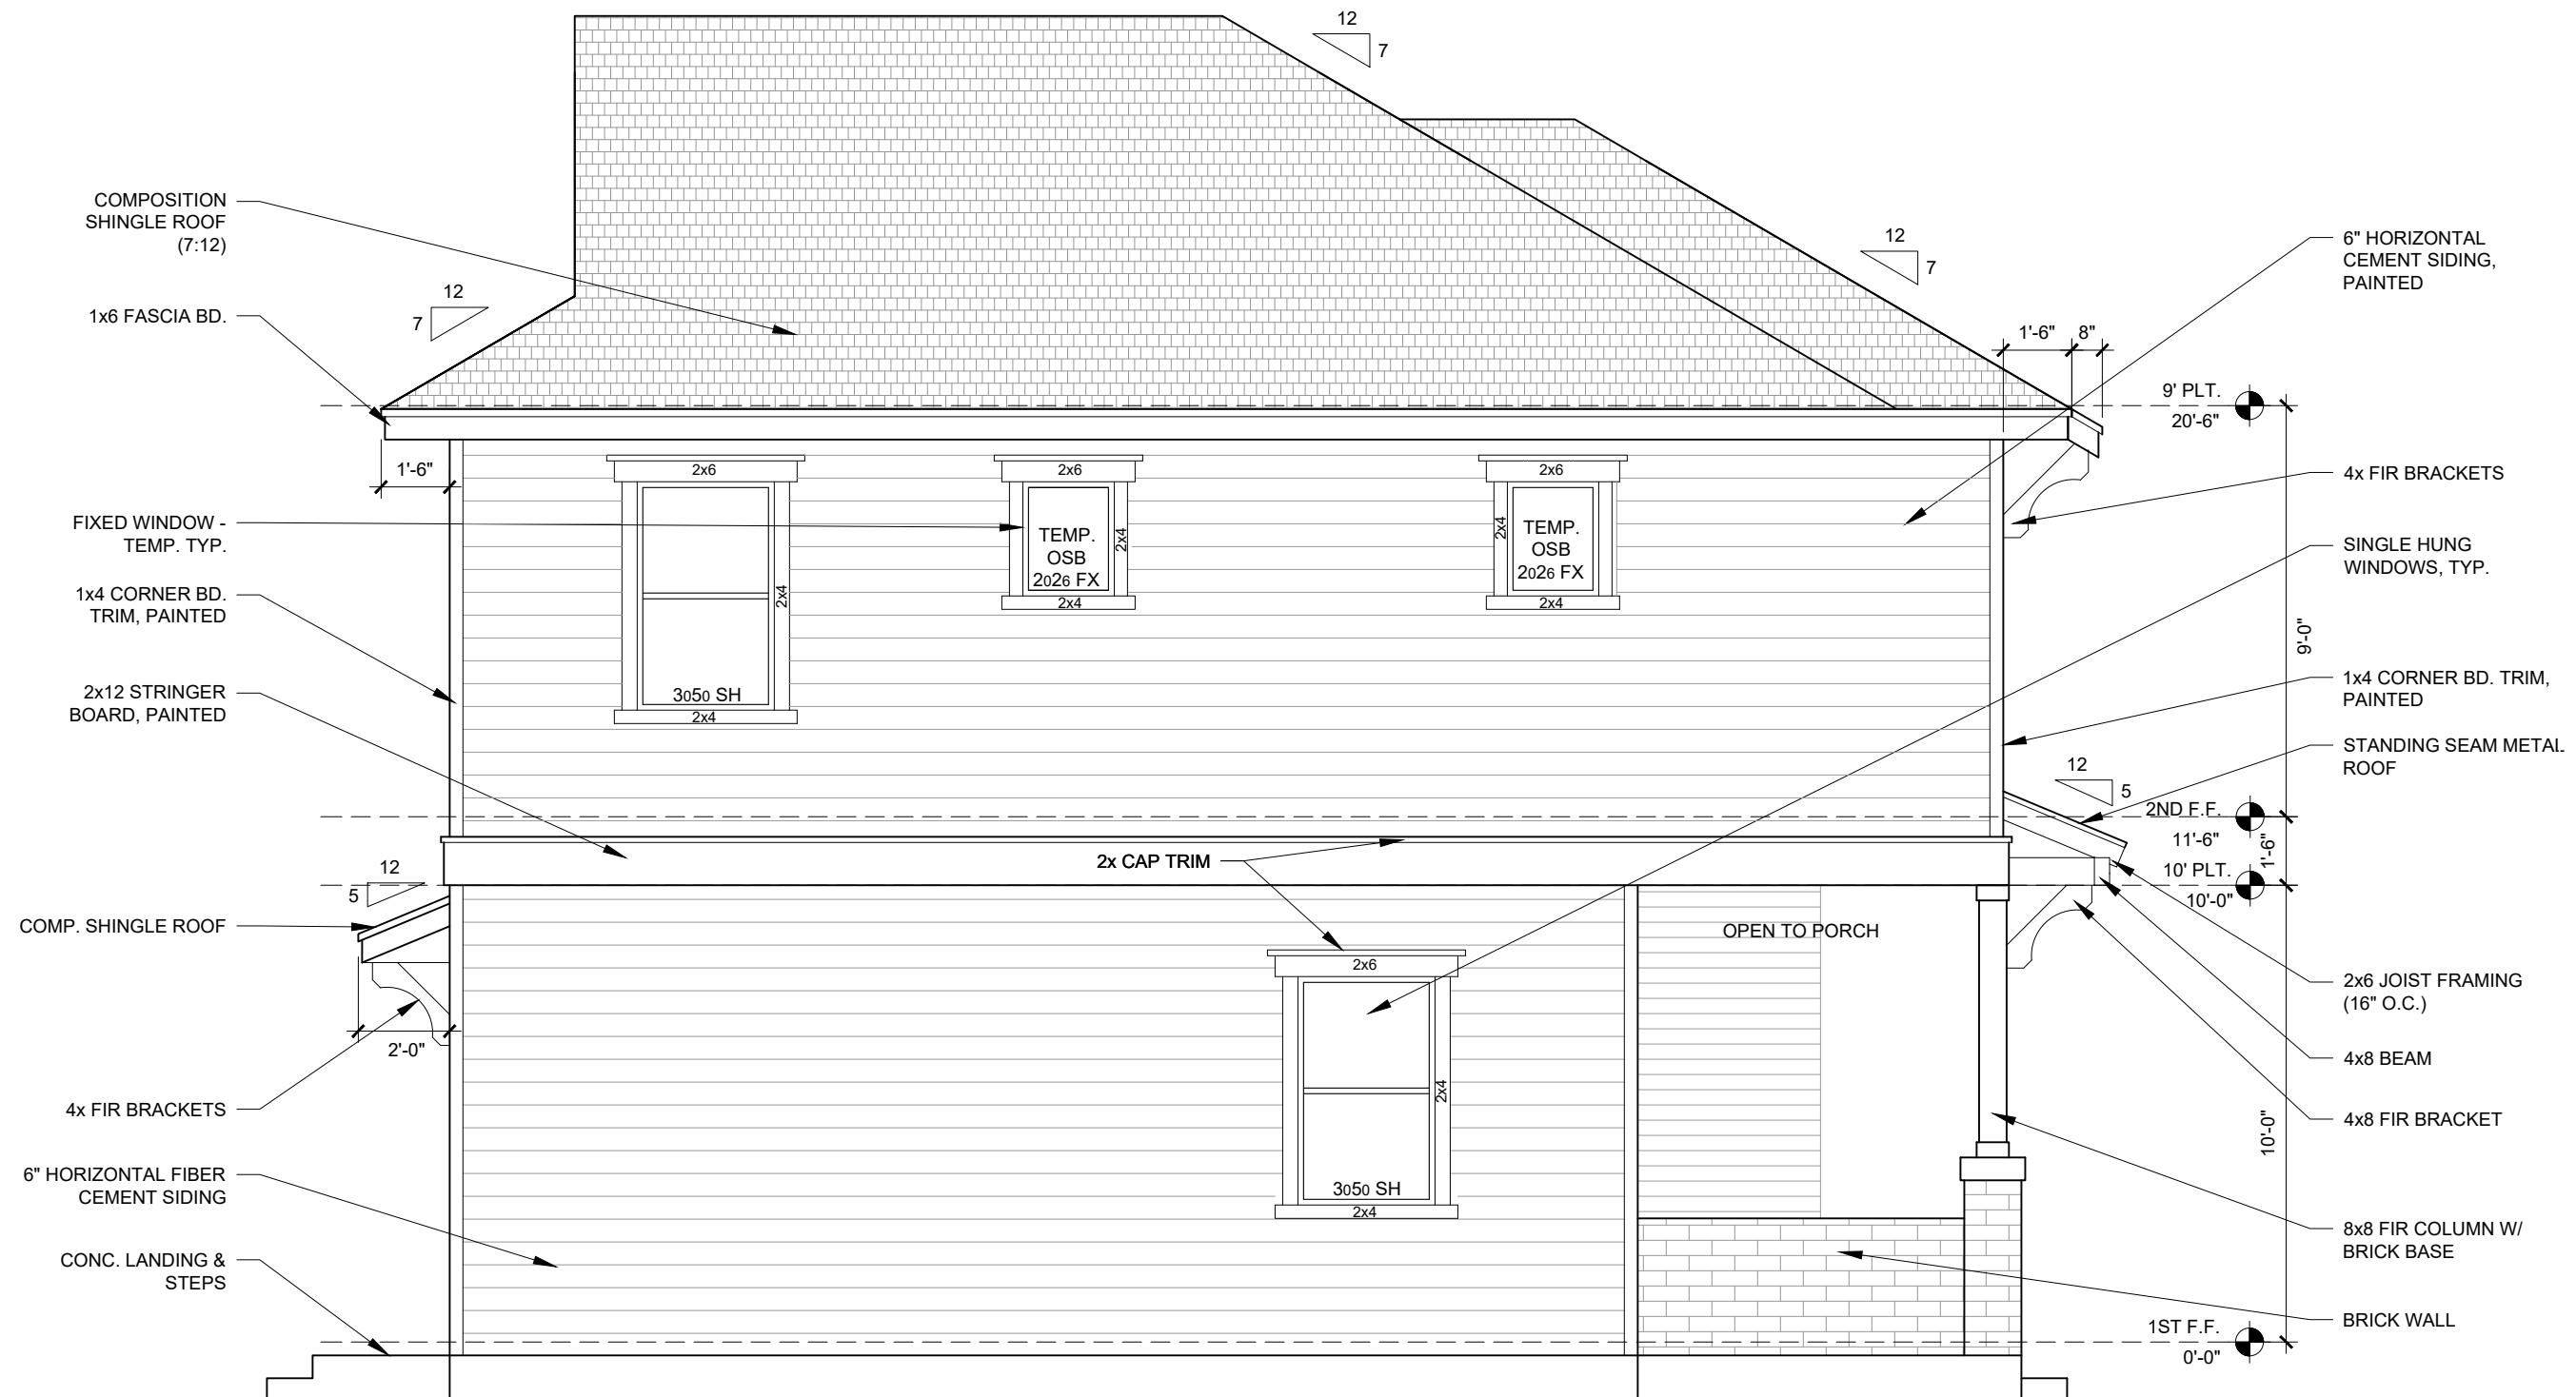 12
7
12
7
12
7
COMPOSITION
SHINGLE ROOF
(7:12)
1x6 FASCIA BD.
1'-6"
FIXED WINDOW -
TEMP. TYP.
1x4 CORNER BD.
TRIM, PAINTED
2x12 STRINGER
BOARD, PAINTED
12
5
COMP. SHINGLE ROOF
2'-0"
4x FIR BRACKETS
6" HORIZONTAL FIBER
CEMENT SIDING
CONC. LANDING &
STEPS
2x6
2x4
3050 SH
2x4
2x6
TEMP.
OSB
2026 FX
2x4
2x4
2x6
2x4
TEMP.
OSB
2026 FX
2x4
2x CAP TRIM
2x6
2x4
3050 SH
2x4
OPEN TO PORCH
1'-6"
8"
9' PLT.
20'-6"
9'-0"
12
5
2ND F.F.
11'-6"
1'-6"
10' PLT.
10'-0"
10'-0"
1ST F.F.
0'-0"
6" HORIZONTAL
CEMENT SIDING,
PAINTED
4x FIR BRACKETS
SINGLE HUNG
WINDOWS, TYP.
1x4 CORNER BD. TRIM,
PAINTED
STANDING SEAM METAL
ROOF
2x6 JOIST FRAMING
(16" O.C.)
4x8 BEAM
4x8 FIR BRACKET
8x8 FIR COLUMN W/
BRICK BASE
BRICK WALL